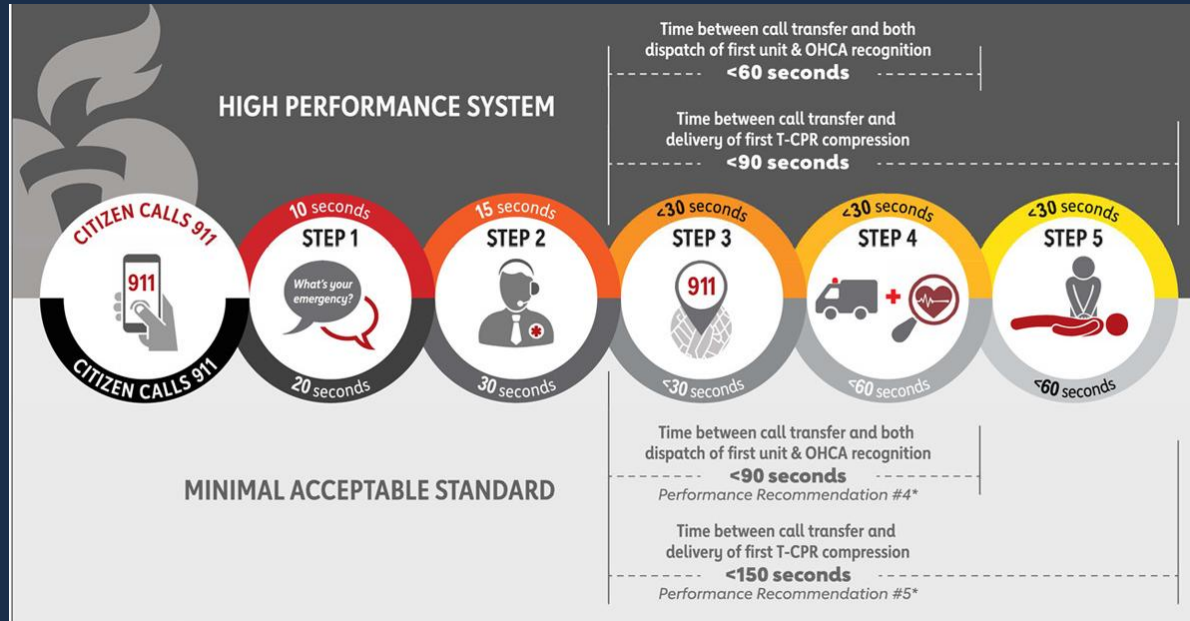 Time between call transfer and both
dispatch of first unit & OHCA recognition
<60 seconds
HIGH PERFORMANCE SYSTEM
Time between call transfer and
delivery of first T-CPR compression
<90 seconds
CITIZEN CALLS 911
911
CITIZEN CALLS 911
10 seconds
STEP 1
What's your
emergency?
20 seconds
15 seconds
STEP 2
30 seconds
<30 seconds
STEP 3
911
<30 seconds
<30 seconds
STEP 4
<60 seconds
<30 seconds
STEP 5
<60 seconds
MINIMAL ACCEPTABLE STANDARD
Time between call transfer and both
dispatch of first unit & OHCA recognition
<90 seconds
Performance Recommendation #4*
Time between call transfer and
delivery of first T-CPR compression
<150 seconds
Performance Recommendation #5*